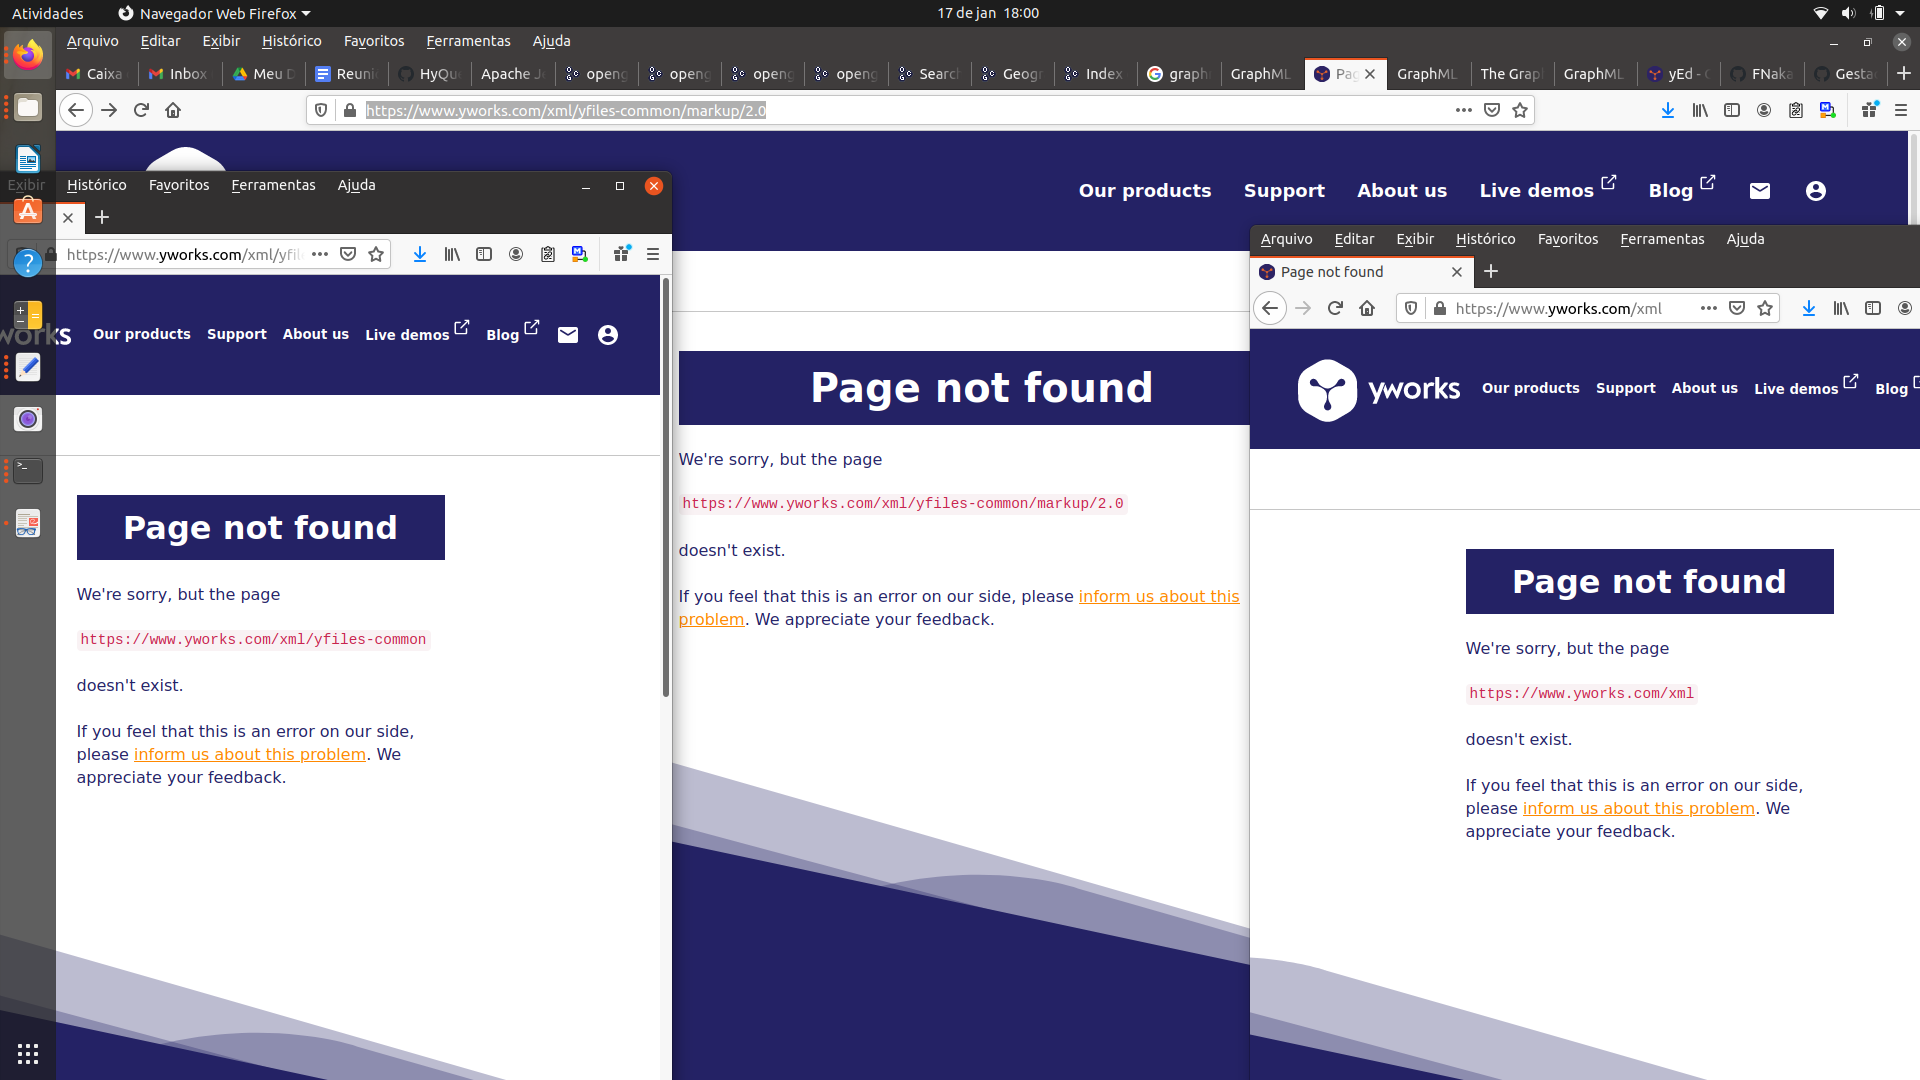 Atividades
Navegador Web Firefox
17 de jan 18:00
Arquivo Editar Exibir Histórico Favoritos Ferramentas Ajuda
Caixa
Inbox
Meu D
Reuni
HyQu
Apache J
openg
openg
openg
openg
Search
Geogr
Index
graph
GraphML
Pag
GraphML
The Grap
GraphML
yEd -
FNaka
Gesta
https://www.yworks.com/xml/yfiles-common/markup/2.0
Our products Support About us Live demos Blog
Page not found
We're sorry, but the page
https://www.yworks.com/xml/yfiles-common/markup/2.0
doesn't exist.
If you feel that this is an error on our side, please inform us about this
problem. We appreciate your feedback.
Exibir Histórico Favoritos Ferramentas Ajuda
https://www.yworks.com/xml/yfil
works Our products Support About us Live demos Blog
Page not found
We're sorry, but the page
https://www.yworks.com/xml/yfiles-common
doesn't exist.
If you feel that this is an error on our side,
please inform us about this problem. We
appreciate your feedback.
Arquivo Editar Exibir Histórico Favoritos Ferramentas Ajuda
Page not found
https://www.yworks.com/xml
yworks Our products Support About us Live demos Blog
Page not found
We're sorry, but the page
https://www.yworks.com/xml
doesn't exist.
If you feel that this is an error on our side,
please inform us about this problem. We
appreciate your feedback.